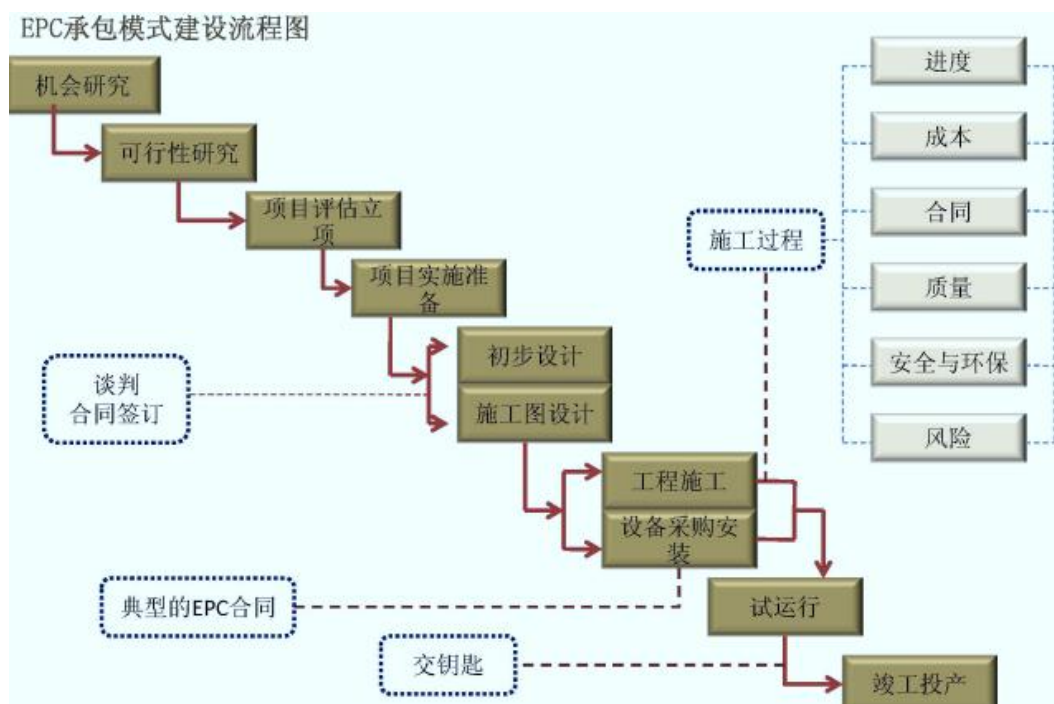 EPC承包模式建设流程图
机会研究
可行性研究
项目评估立
项
项目实施准
备
初步设计
施工图设计
谈判
合同签订
工程施工
设备采购安
装
施工过程
进度
成本
合同
质量
安全与环保
风险
典型的EPC合同
试运行
交钥匙
竣工投产